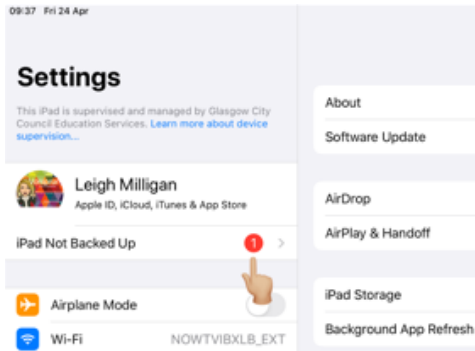 09:37 Fri 24 Apr
Settings
This iPad is supervised and managed by Glasgow City
Council Education Services. Learn more about device
supervision...
Leigh Milligan
Apple ID, iCloud, iTunes & App Store
iPad Not Backed Up 1
Airplane Mode
Wi-Fi NOWTVIBXLB_EXT
About
Software Update
AirDrop
AirPlay & Handoff
iPad Storage
Background App Refresh